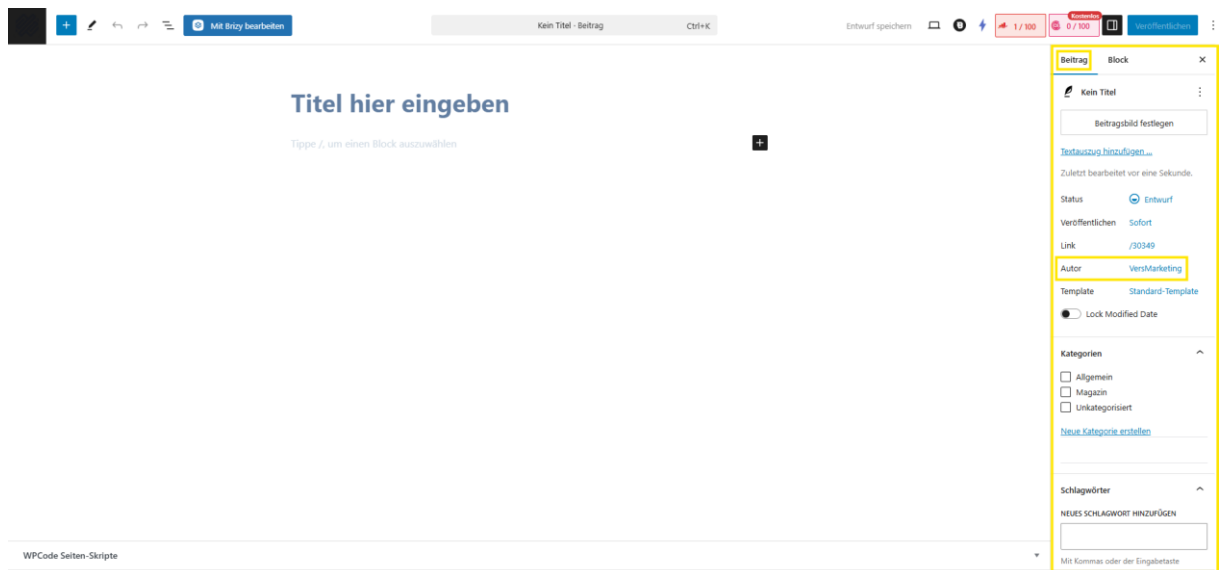 Mit Brizy bearbeiten
Kein Titel · Beitrag Ctrl+K
Entwurf speichern
1 / 100
Kostenlos
0 / 100
Veröffentlichen
Titel hier eingeben
Tippe /, um einen Block auszuwählen
Beitrag Block
Kein Titel
Beitragsbild festlegen
Textauszug hinzufügen ...
Zuletzt bearbeitet vor eine Sekunde.
Status Entwurf
Veröffentlichen Sofort
Link /30349
Autor VersMarketing
Template Standard-Template
Lock Modified Date
Kategorien
Allgemein
Magazin
Unkategorisiert
Neue Kategorie erstellen
Schlagwörter
NEUES SCHLAGWORT HINZUFÜGEN
Mit Kommas oder der Eingabetaste
WPCode Seiten-Skripte